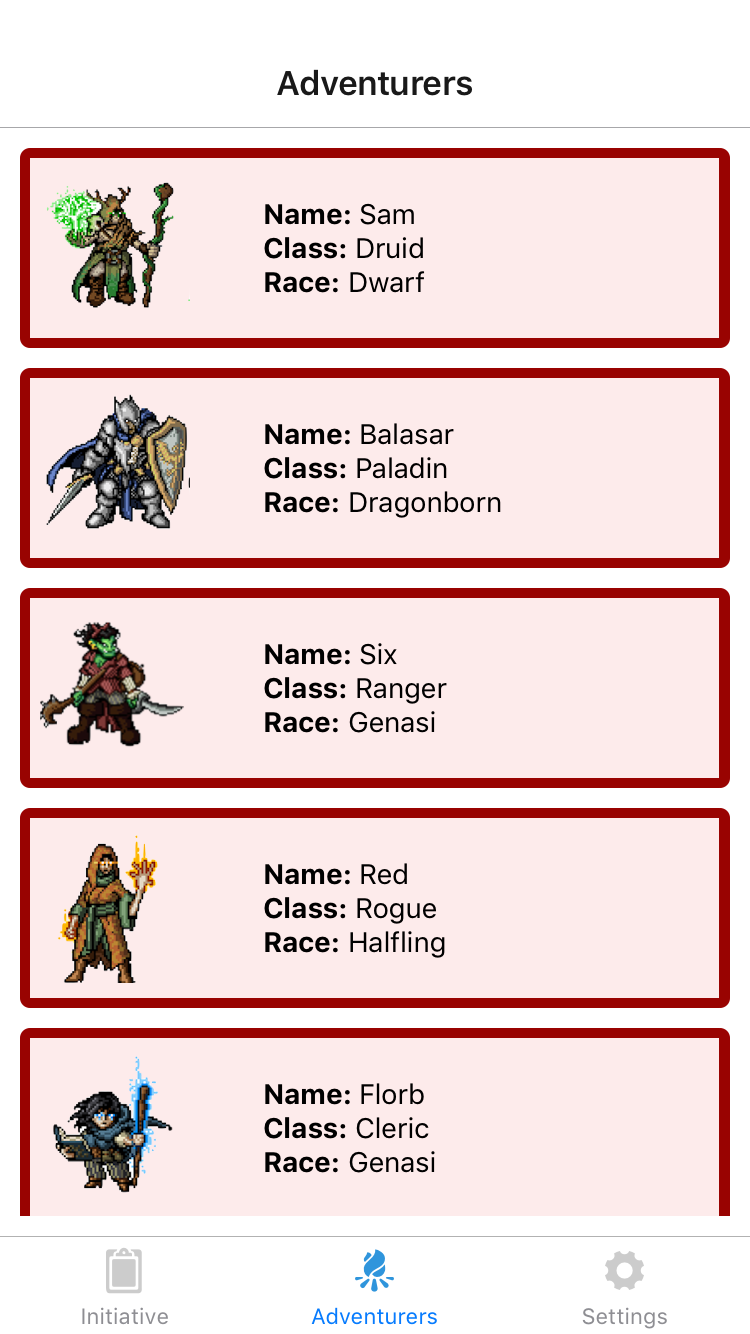 Adventurers
Name: Sam
Class: Druid
Race: Dwarf
Name: Balasar
Class: Paladin
Race: Dragonborn
Name: Six
Class: Ranger
Race: Genasi
Name: Red
Class: Rogue
Race: Halfling
Name: Florb
Class: Cleric
Race: Genasi
Initiative
Adventurers
Settings